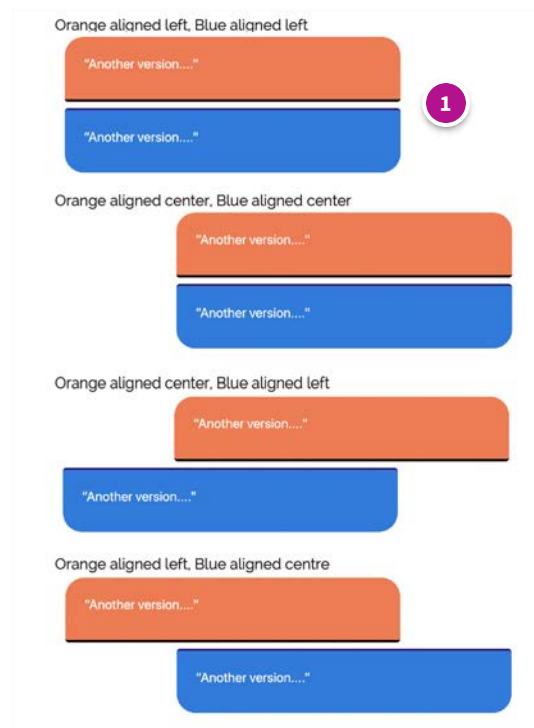 Orange aligned left, Blue aligned left
"Another version...."
1
"Another version...."
Orange aligned center, Blue aligned center
"Another version...."
"Another version...."
Orange aligned center, Blue aligned left
"Another version...."
"Another version...."
Orange aligned left, Blue aligned centre
"Another version...."
"Another version...."